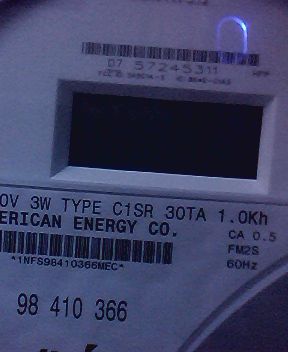 07 57245311
0V 3W TYPE C1SR 30TA 1.0Kh
ERICAN ENERGY CO.
CA 0.5
FM2S
60Hz
*1NFS98410366MEC*
98 410 366